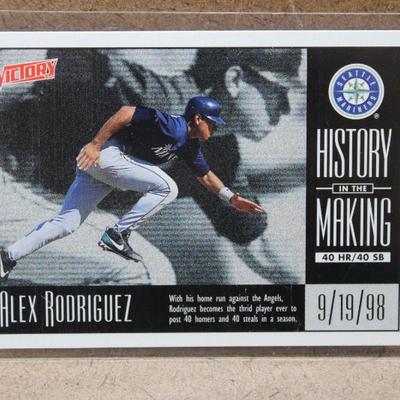 VICTORY
SEATTLE
MARINERS
®
HISTORY
IN THE
MAKING
40 HR/40 SB
9/19/98
ALEX RODRIGUEZ
With his home run against the Angels,
Rodriguez becomes the thrid player ever to
post 40 homers and 40 steals in a season.